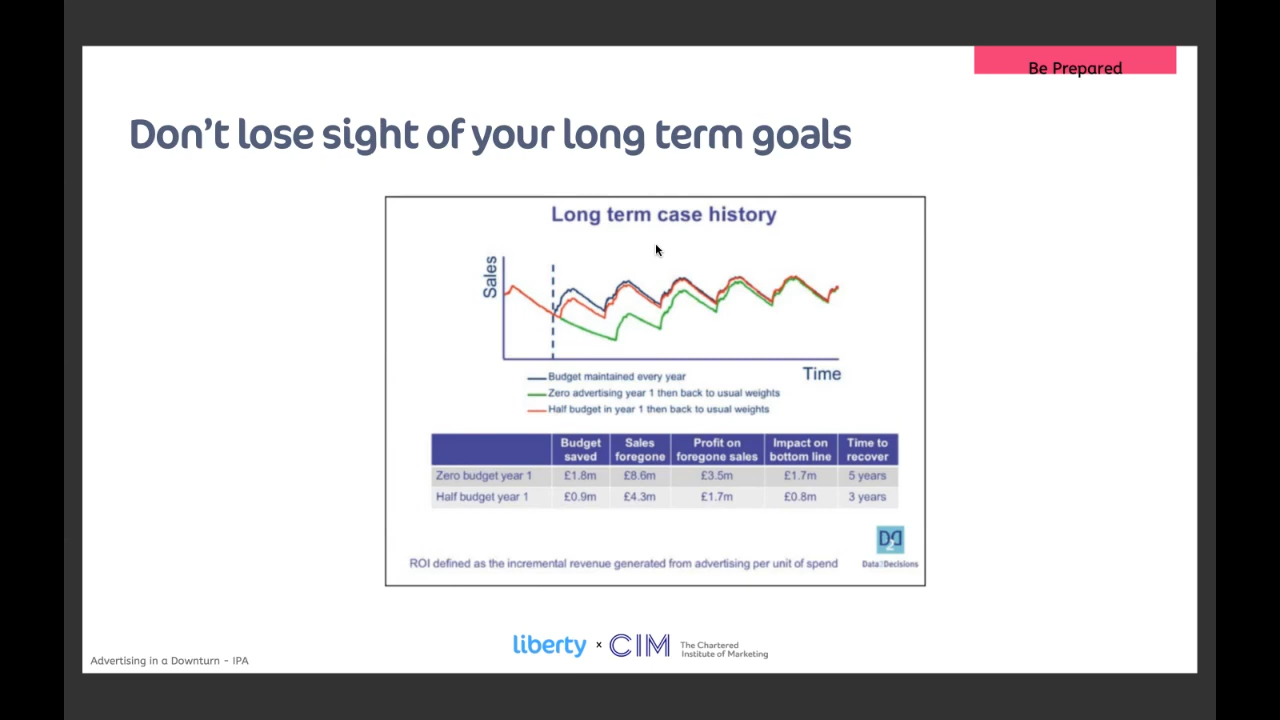 Be Prepared
Don't lose sight of your long term goals
Long term case history
Sales
Time
Budget maintained every year
Zero advertising year 1 then back to usual weights
Half budget in year 1 then back to usual weights
Budget saved Sales foregone Profit on foregone sales Impact on bottom line Time to recover
Zero budget year 1 £1.8m £8.6m £3.5m £1.7m 5 years
Half budget year 1 £0.9m £4.3m £1.7m £0.8m 3 years
D2D
Data2Decisions
ROI defined as the incremental revenue generated from advertising per unit of spend
liberty x CIM The Chartered
Institute of Marketing
Advertising in a Downturn - IPA